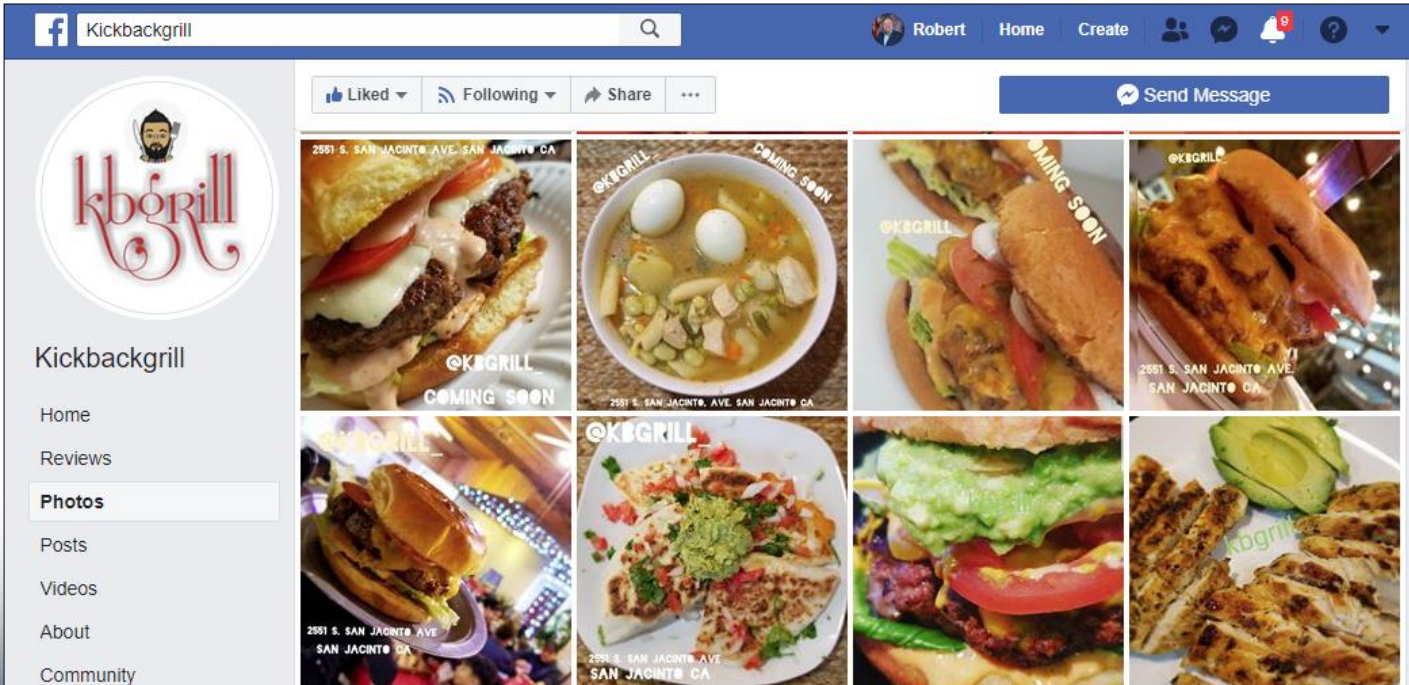 Kickbackgrill
Robert
Home
Create
9
Liked
Following
Share
Send Message
kbgrill
Kickbackgrill
Home
Reviews
Photos
Posts
Videos
About
Community
2551 S. SAN JACINTO AVE. SAN JACINTO CA
@KBGRILL_
COMING SOON
@KBGRILL_
COMING SOON
2551 S. SAN JACINTO. AVE. SAN JACINTO CA
COMING SOON
@KBGRILL_
@KBGRILL_
2551 S. SAN JACINTO AVE.
SAN JACINTO CA
@KBGRILL_
2551 S. SAN JACINTO AVE
SAN JACINTO CA
@KBGRILL_
2551 S. SAN JACINTO AVE
SAN JACINTO CA
kbgrill